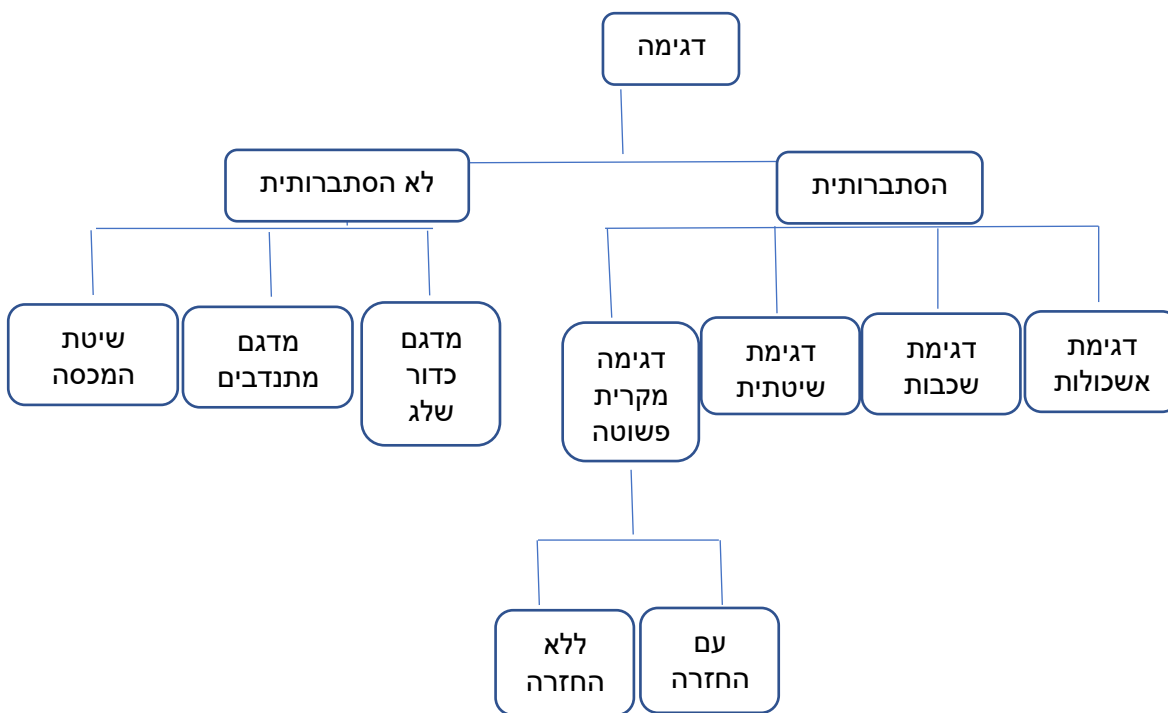 דגימה
הסתברותית
לא הסתברותית
דגימת
אשכולות
דגימת
שכבות
דגימת
שיטתית
דגימה
מקרית
פשוטה
מדגם
כדור
שלג
מדגם
מתנדבים
שיטת
המכסה
עם
החזרה
ללא
החזרה